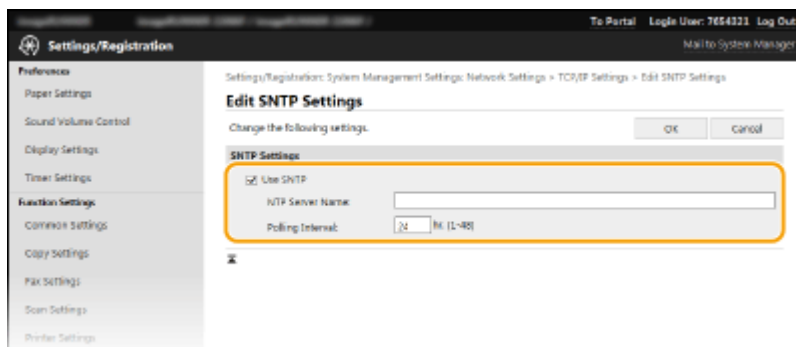 To Portal Login User: 7654321 Log Out
Settings/Registration
Mail to System Manager
Preferences
Paper Settings
Sound Volume Control
Display Settings
Timer Settings
Function Settings
Common Settings
Copy Settings
Fax Settings
Scan Settings
Printer Settings
Settings/Registration: System Management Settings: Network Settings > TCP/IP Settings > Edit SNTP Settings
Edit SNTP Settings
Change the following settings.
OK Cancel
SNTP Settings
Use SNTP
NTP Server Name:
Polling Interval: 24 hr. (1-48)